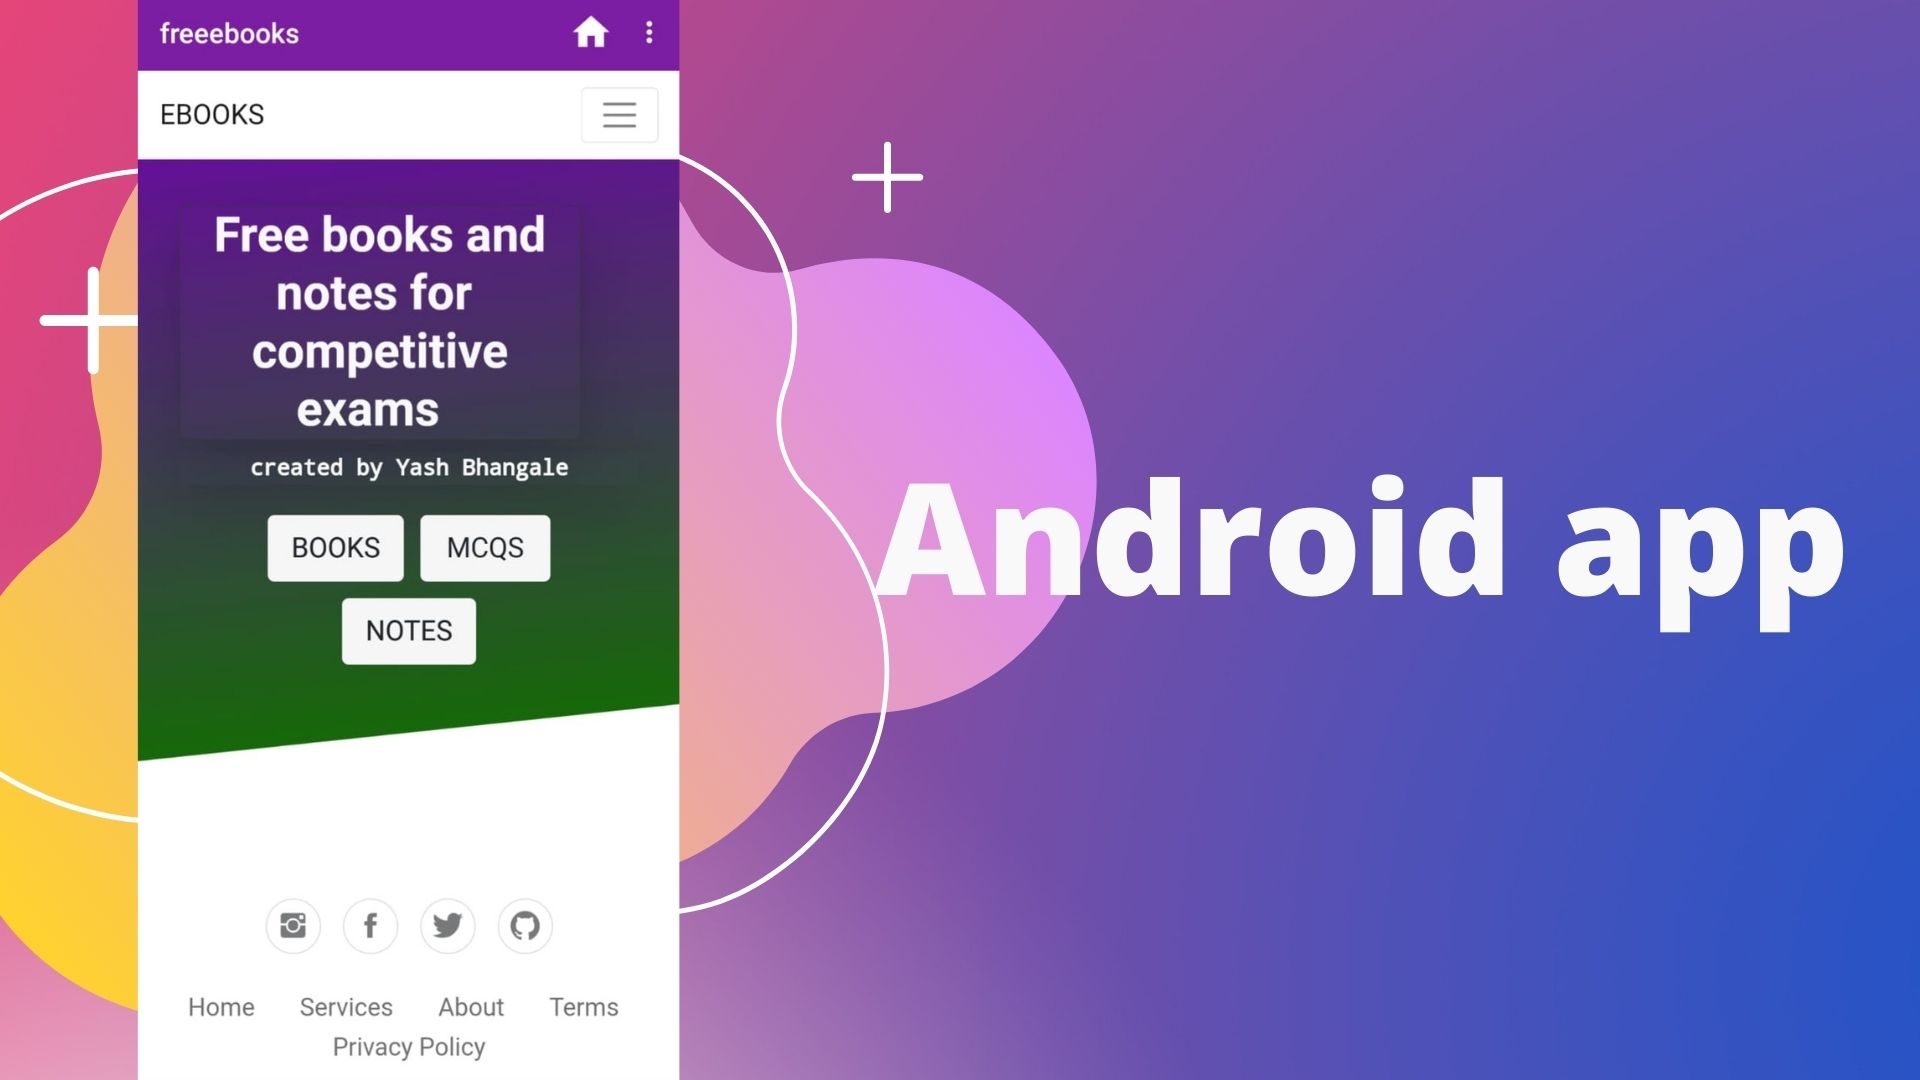 freeebooks
EBOOKS
Free books and
notes for
competitive
exams
created by Yash Bhangale
BOOKS MCQS
NOTES
Android app
Home Services About Terms
Privacy Policy